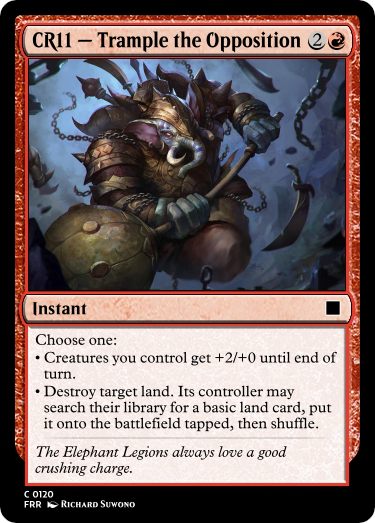 CR11 — Trample the Opposition 2
Instant
Choose one:
• Creatures you control get +2/+0 until end of
turn.
• Destroy target land. Its controller may
search their library for a basic land card, put
it onto the battlefield tapped, then shuffle.
The Elephant Legions always love a good
crushing charge.
C 0120
FRR Richard Suwono